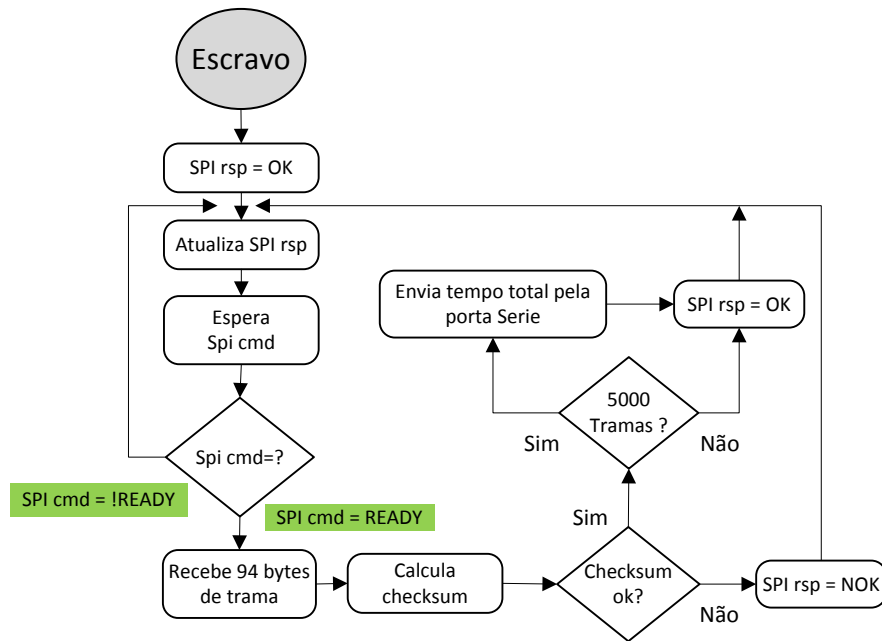 Escravo
SPI rsp = OK
Atualiza SPI rsp
Espera
Spi cmd
Spi cmd=?
SPI cmd = !READY
SPI cmd = READY
Recebe 94 bytes
de trama
Calcula
checksum
Checksum
ok?
Sim
Não
SPI rsp = NOK
5000
Tramas ?
Sim
Não
Envia tempo total pela
porta Serie
SPI rsp = OK